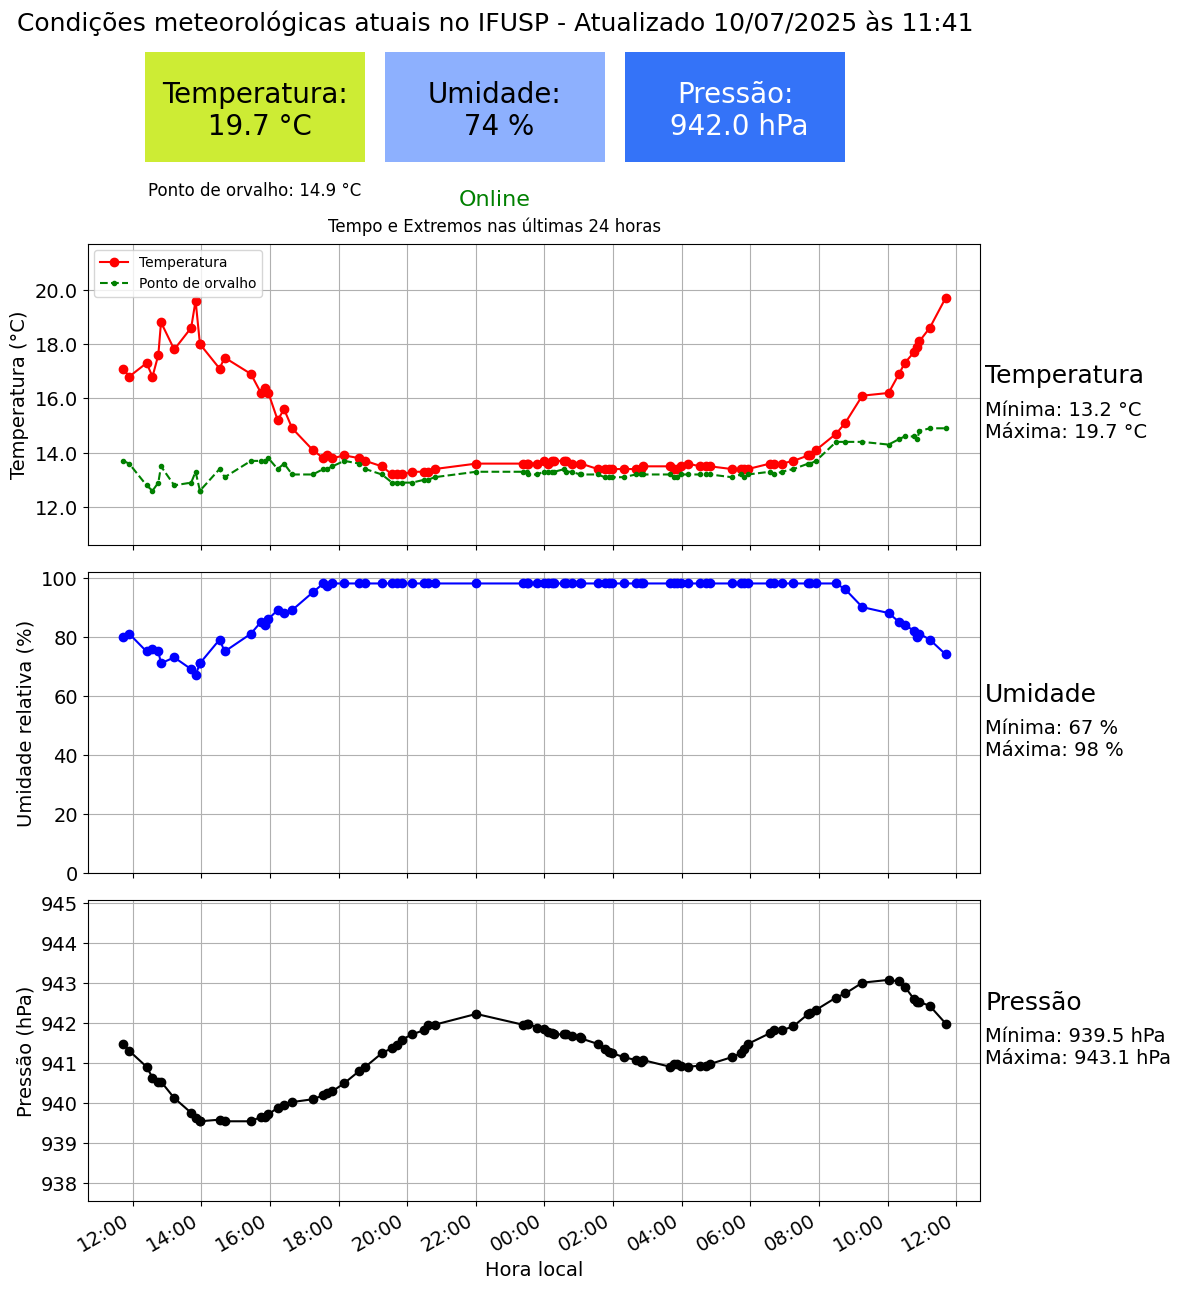 Condições meteorológicas atuais no IFUSP - Atualizado 10/07/2025 às 11:41
Temperatura:
19.7 °C
Umidade:
74 %
Pressão:
942.0 hPa
Ponto de orvalho: 14.9 °C
Online
Tempo e Extremos nas últimas 24 horas
Temperatura
Ponto de orvalho
Temperatura (°C)
20.0
18.0
16.0
14.0
12.0
Temperatura
Mínima: 13.2 °C
Máxima: 19.7 °C
Umidade relativa (%)
100
80
60
40
20
0
Umidade
Mínima: 67 %
Máxima: 98 %
Pressão (hPa)
945
944
943
942
941
940
939
938
Pressão
Mínima: 939.5 hPa
Máxima: 943.1 hPa
12:00 14:00 16:00 18:00 20:00 22:00 00:00 02:00 04:00 06:00 08:00 10:00 12:00
Hora local